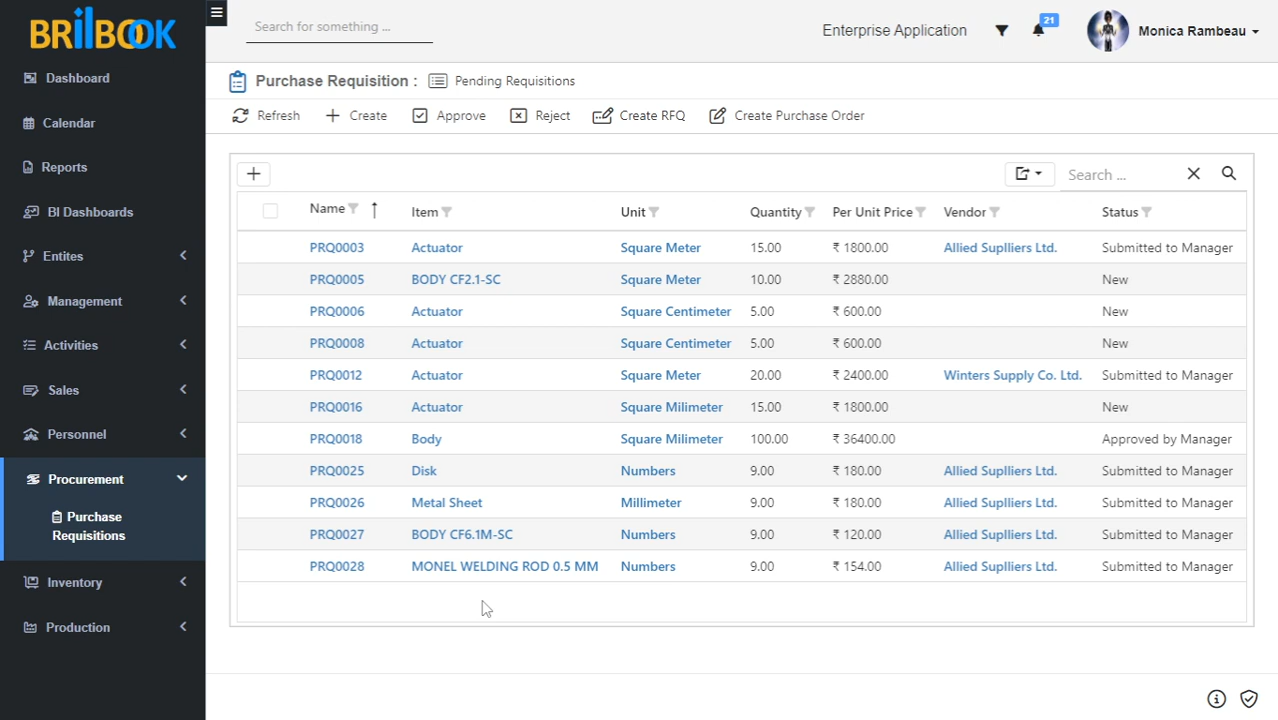 BRILBOOK
Search for something ...
Enterprise Application
21
Monica Rambeau
Dashboard
Calendar
Reports
BI Dashboards
Entites
Management
Activities
Sales
Personnel
Procurement
Purchase
Requisitions
Inventory
Production
Purchase Requisition : Pending Requisitions
Refresh Create Approve Reject Create RFQ Create Purchase Order
Search ...
Name Item Unit Quantity Per Unit Price Vendor Status
PRQ0003 Actuator Square Meter 15.00 ₹ 1800.00 Allied Suplliers Ltd. Submitted to Manager
PRQ0005 BODY CF2.1-SC Square Meter 10.00 ₹ 2880.00 New
PRQ0006 Actuator Square Centimeter 5.00 ₹ 600.00 New
PRQ0008 Actuator Square Centimeter 5.00 ₹ 600.00 New
PRQ0012 Actuator Square Meter 20.00 ₹ 2400.00 Winters Supply Co. Ltd. Submitted to Manager
PRQ0016 Actuator Square Milimeter 15.00 ₹ 1800.00 New
PRQ0018 Body Square Milimeter 100.00 ₹ 36400.00 Approved by Manager
PRQ0025 Disk Numbers 9.00 ₹ 180.00 Allied Suplliers Ltd. Submitted to Manager
PRQ0026 Metal Sheet Millimeter 9.00 ₹ 180.00 Allied Suplliers Ltd. Submitted to Manager
PRQ0027 BODY CF6.1M-SC Numbers 9.00 ₹ 120.00 Allied Suplliers Ltd. Submitted to Manager
PRQ0028 MONEL WELDING ROD 0.5 MM Numbers 9.00 ₹ 154.00 Allied Suplliers Ltd. Submitted to Manager